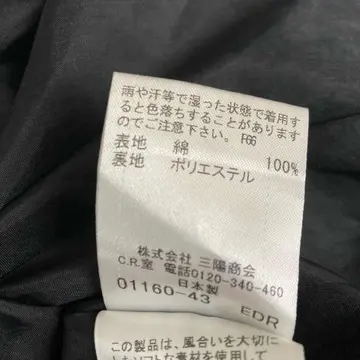 雨や汗等で湿った状態で着用す
ると色落ちすることがあります
のでご注意下さい。 F66
表地 綿 100%
裏地 ポリエステル
株式会社 三陽商会
C.R.室 電話0120-340-460
日本製
01160-43 EDR
この製品は、風合いを大切に